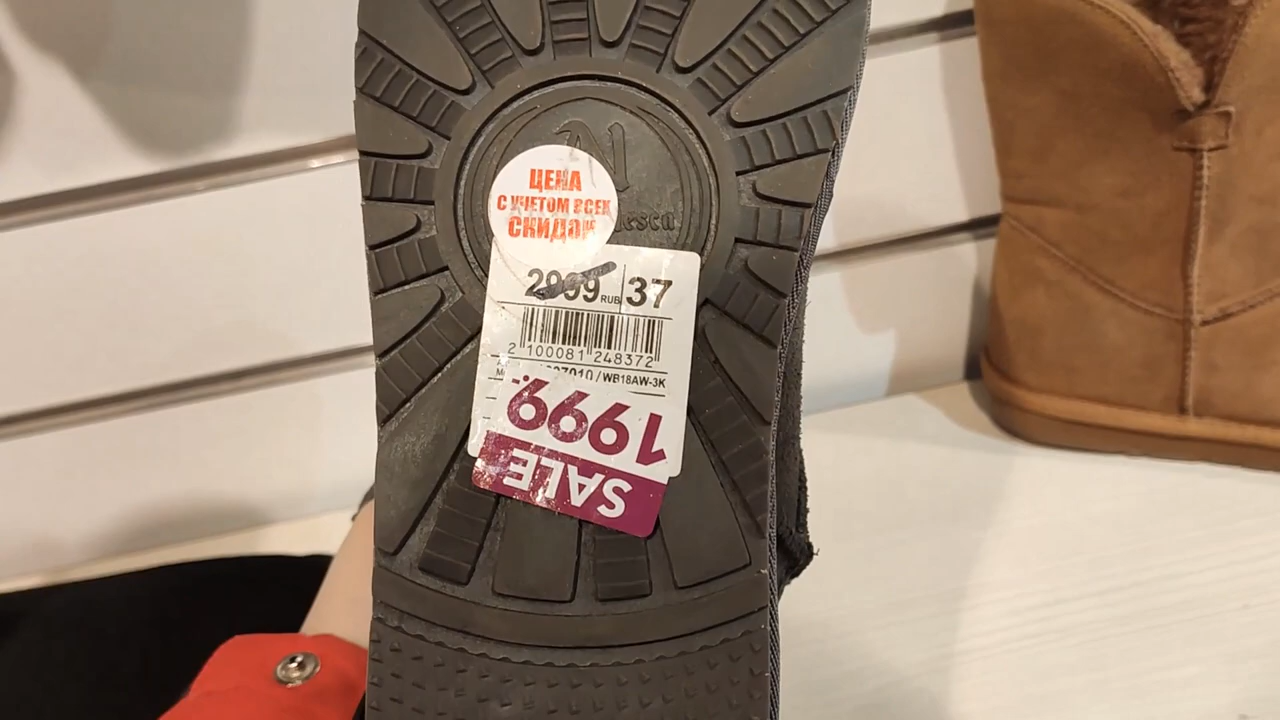 N
ЦЕНА
С УЧЕТОМ ВСЕХ
СКИДОК
2999 RUB 37
2 100081 248372
/ WB18AW-3K
1999.-
SALE